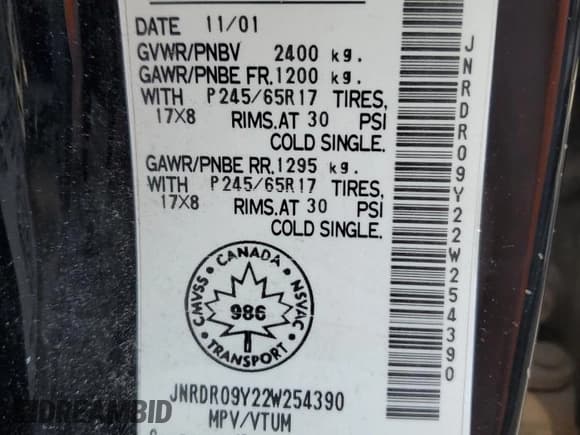 DATE 11/01
GVWR/PNBV 2400 kg.
GAWR/PNBE FR. 1200 kg.
WITH P245/65R17 TIRES,
17X8 RIMS. AT 30 PSI
COLD SINGLE.
GAWR/PNBE RR. 1295 kg.
WITH P245/65R17 TIRES,
17X8 RIMS. AT 30 PSI
COLD SINGLE.
CANADA
CMVSS
NSVAC
986
TRANSPORT
JNRDR09Y22W254390
MPV/VTUM
JNRDR09Y22W254390
IDREAMBID